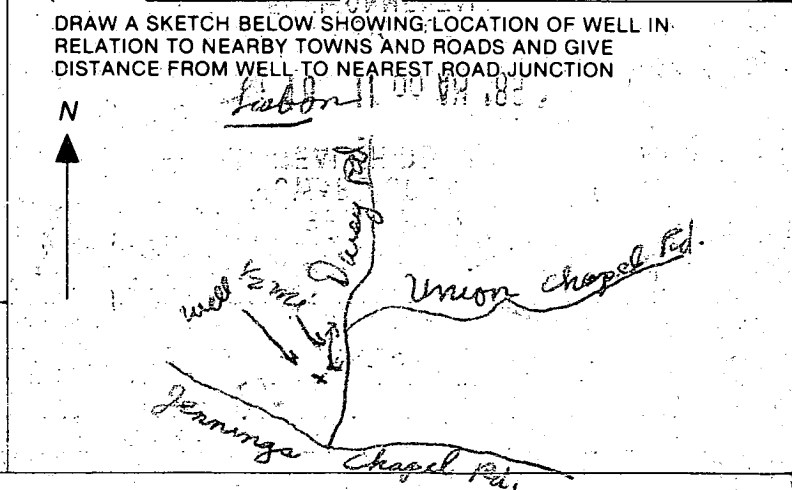 DRAW A SKETCH BELOW SHOWING LOCATION OF WELL IN
RELATION TO NEARBY TOWNS AND ROADS AND GIVE
DISTANCE FROM WELL TO NEAREST ROAD JUNCTION
Lisbon
N
Rd
well
½ mi
Union Chapel Rd.
Jennings
Chapel Rd.